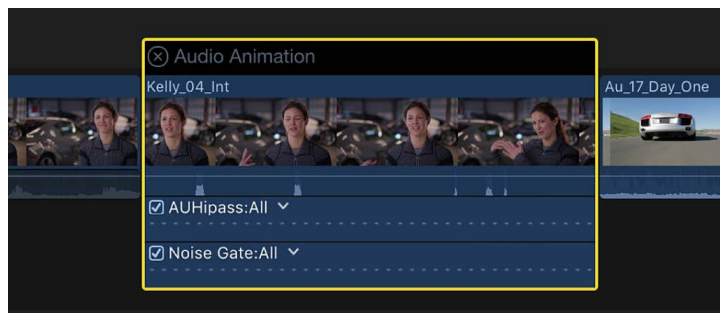 Audio Animation
Kelly_04_Int
Au_17_Day_One
AUHipass:All
Noise Gate:All